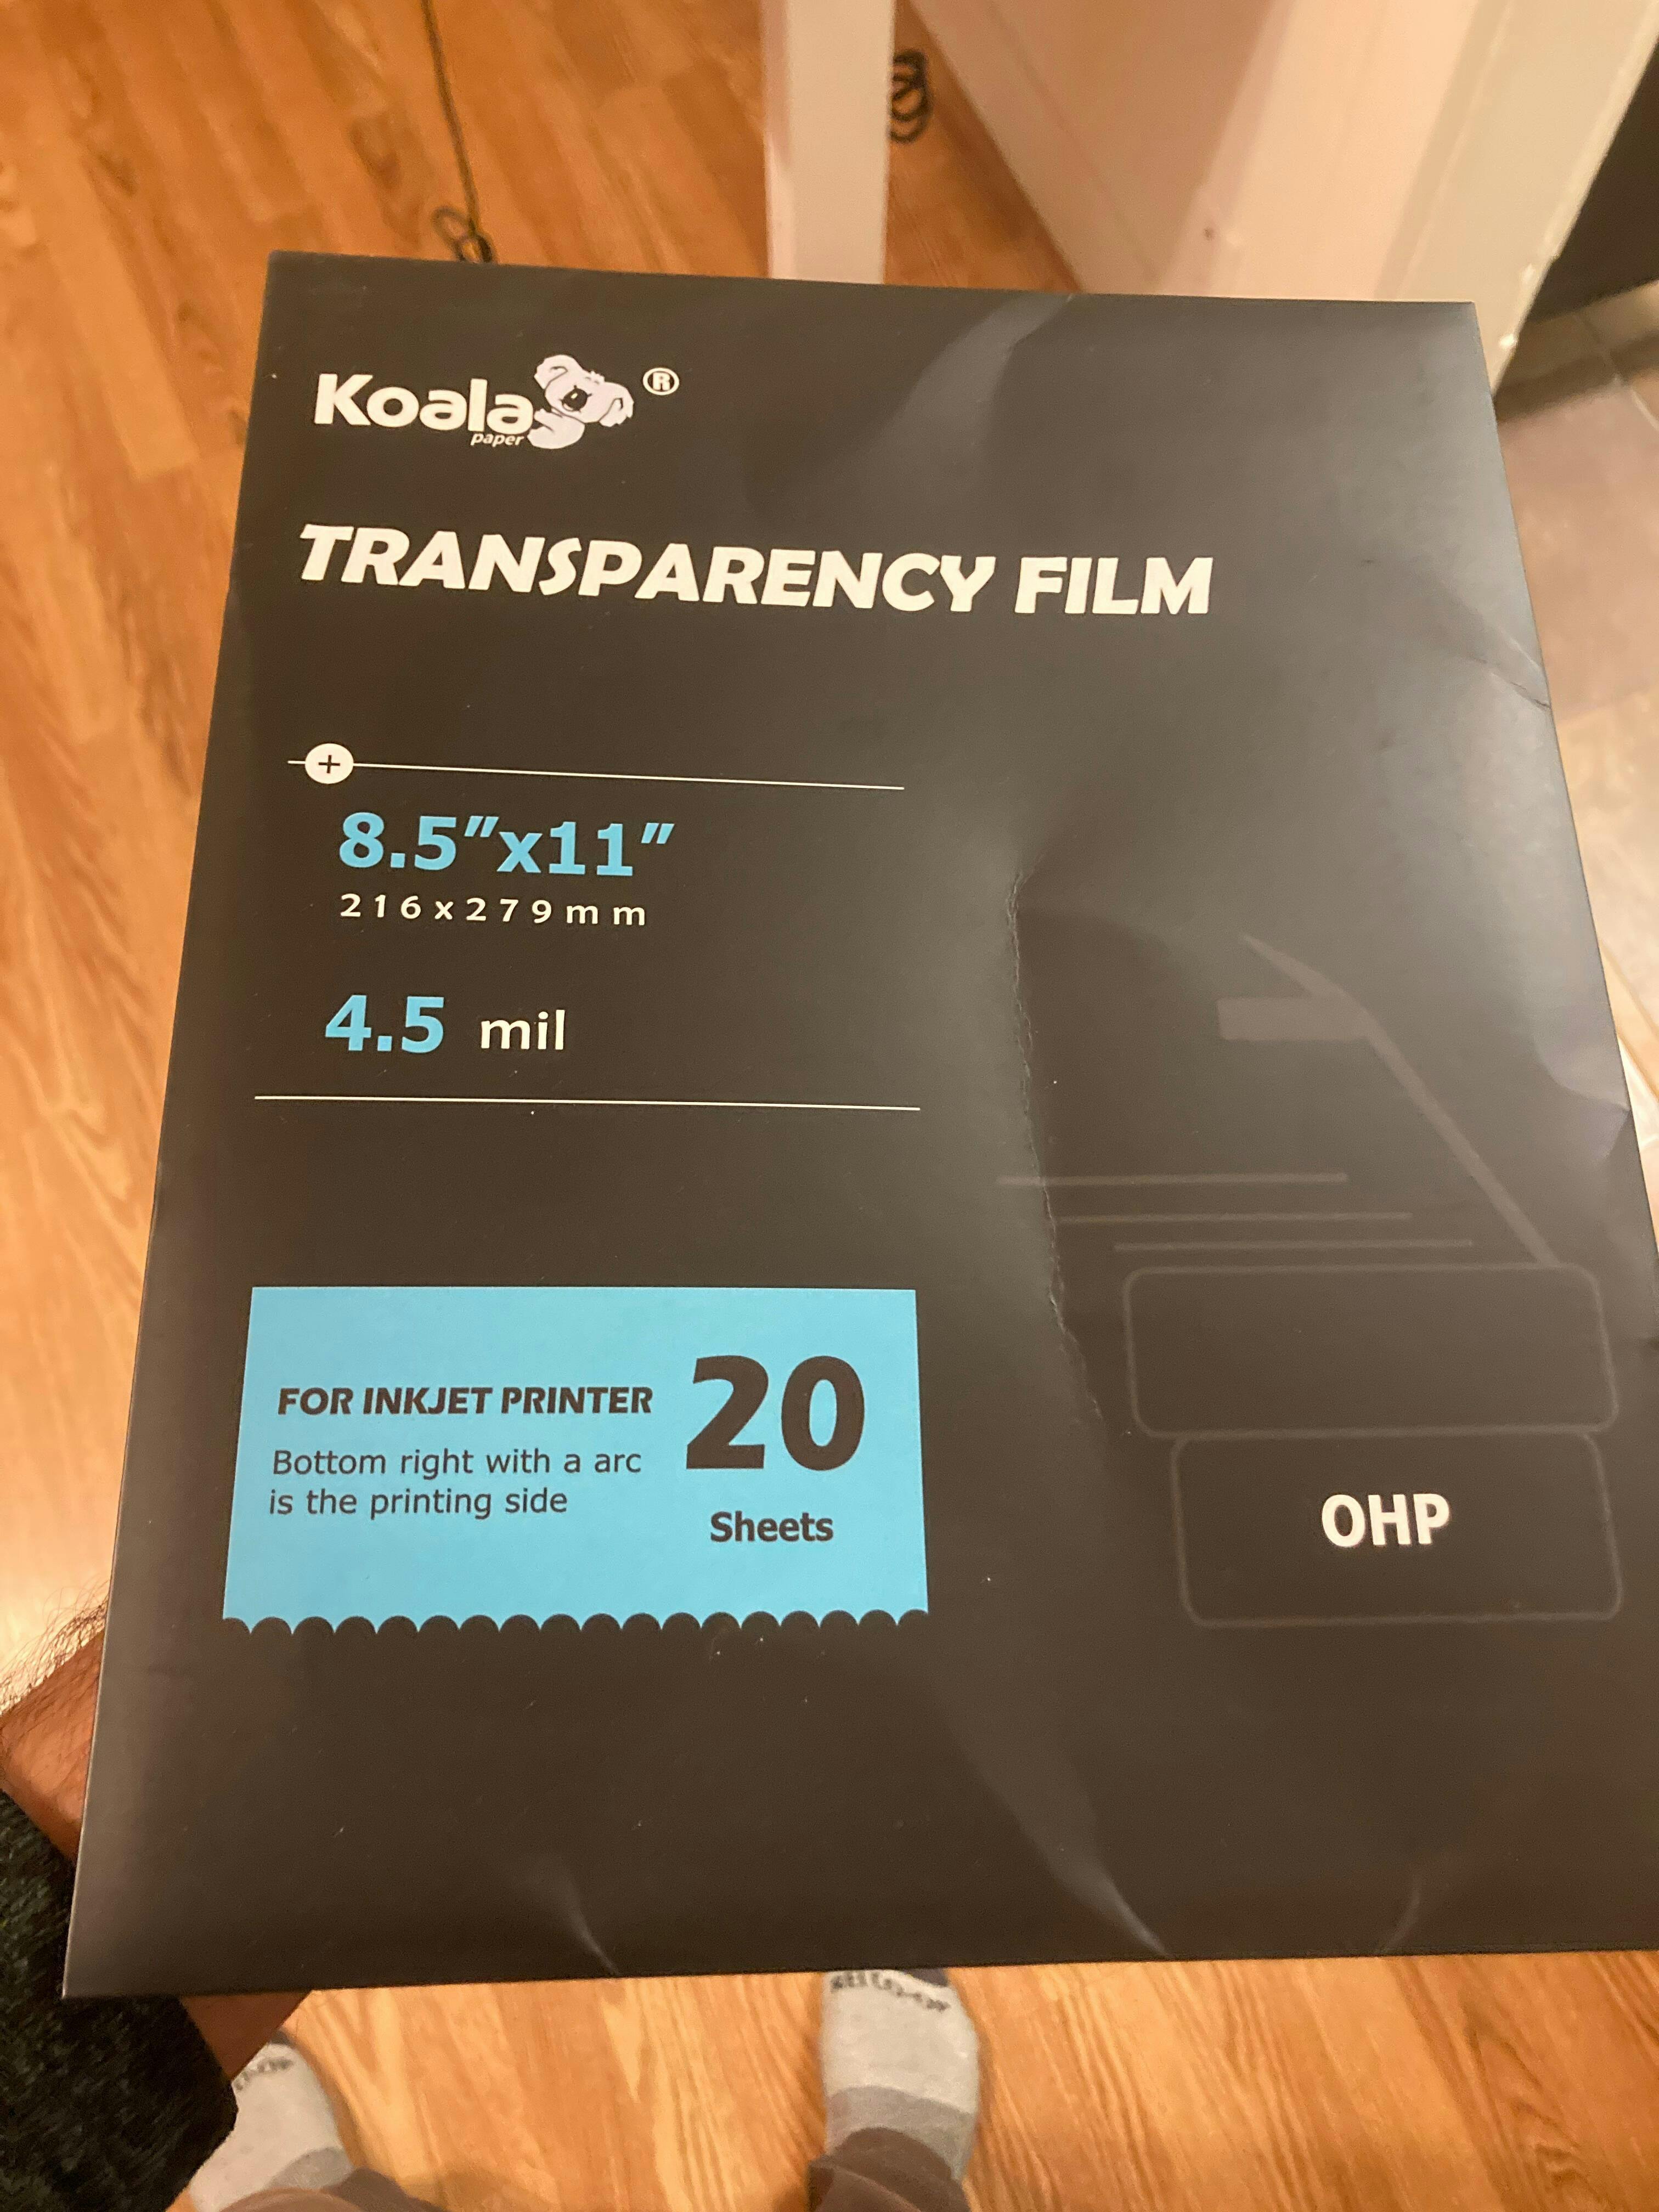 Koala®
paper
TRANSPARENCY FILM
8.5”x11”
216x279mm
4.5 mil
FOR INKJET PRINTER
Bottom right with a arc
is the printing side
20
Sheets
OHP